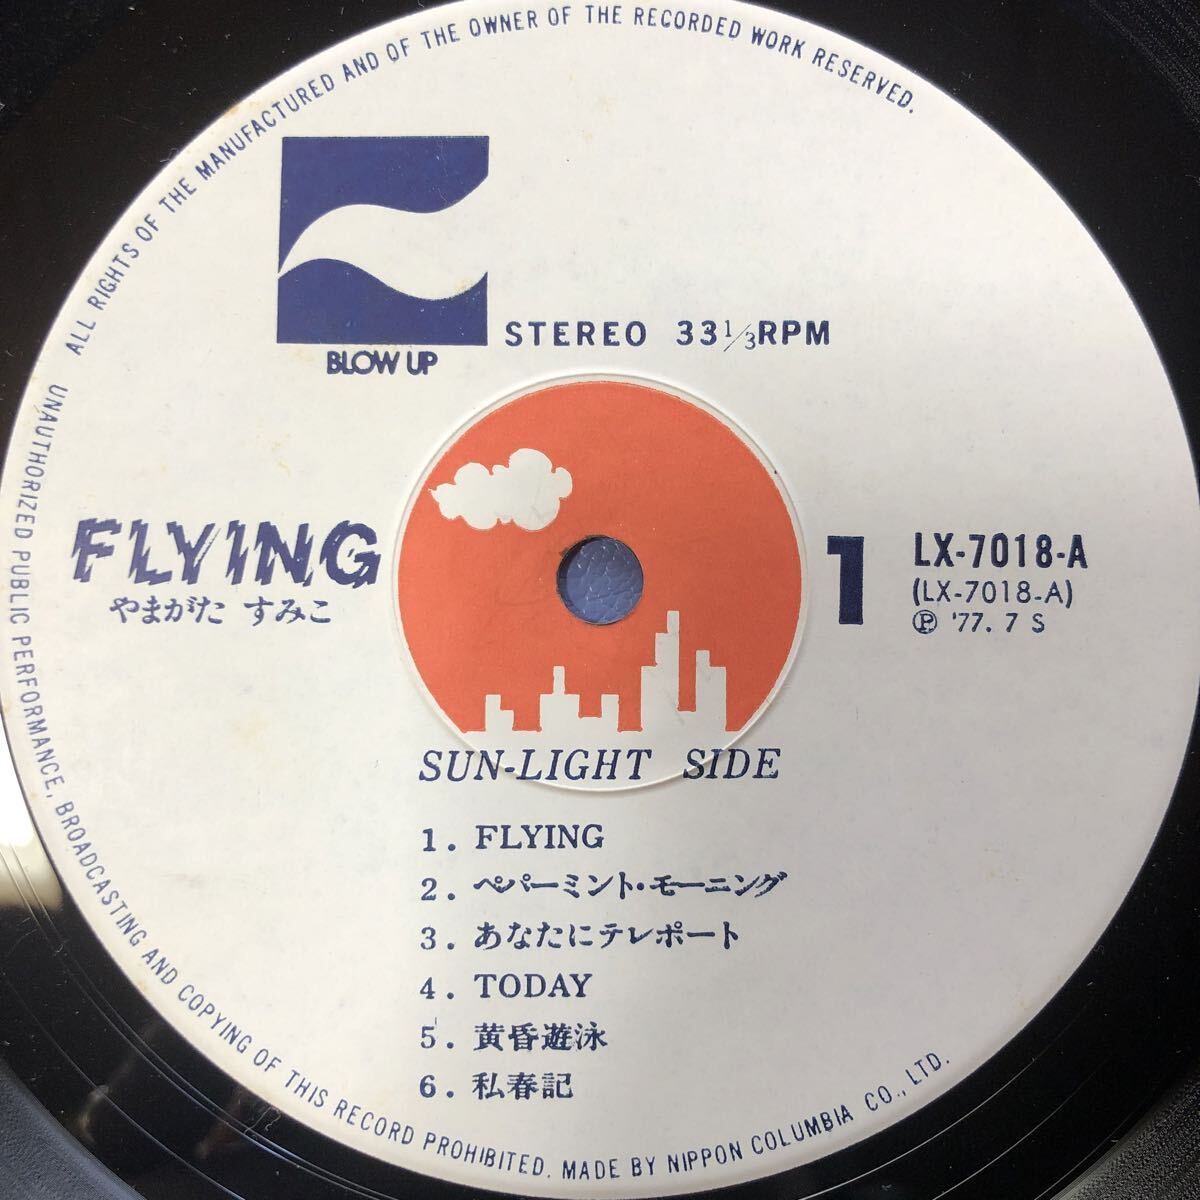 UNAUTHORIZED PUBLIC PERFORMANCE, BROADCASTING AND COPYING OF THIS RECORD PROHIBITED. MADE BY NIPPON COLUMBIA CO., LTD.
ALL RIGHTS OF THE MANUFACTURED AND OF THE OWNER OF THE RECORDED WORK RESERVED.
BLOW UP
STEREO 33 1/3 RPM
FLYING
やまがた すみこ
1
LX-7018-A
(LX-7018-A)
Ⓟ '77. 7 S
SUN-LIGHT SIDE
1. FLYING
2. ペパーミント・モーニング
3. あなたにテレポート
4. TODAY
5. 黄昏遊泳
6. 私春記